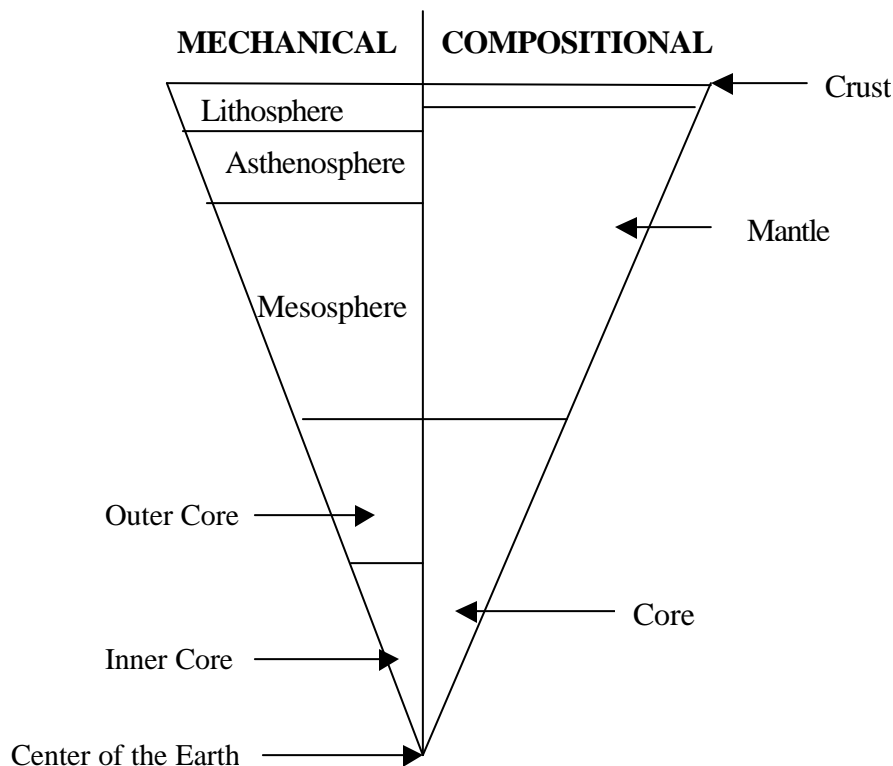 MECHANICAL COMPOSITIONAL
Crust
Lithosphere
Asthenosphere
Mantle
Mesosphere
Outer Core
Core
Inner Core
Center of the Earth